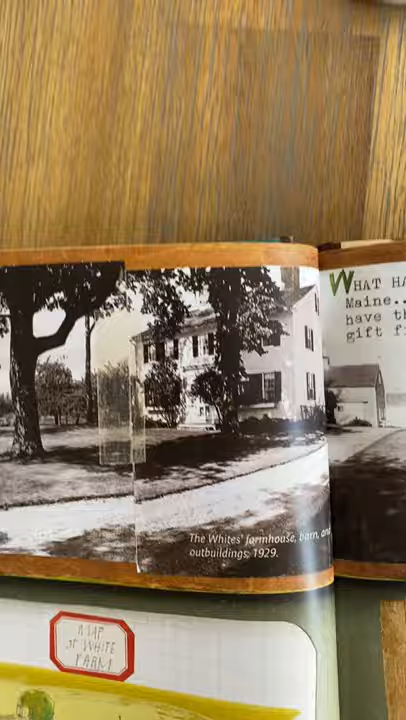 WHAT HA
Maine..
have th
gift f
The Whites' farmhouse, barn, and
outbuildings, 1929.
MAP
OF WHITE
FARM